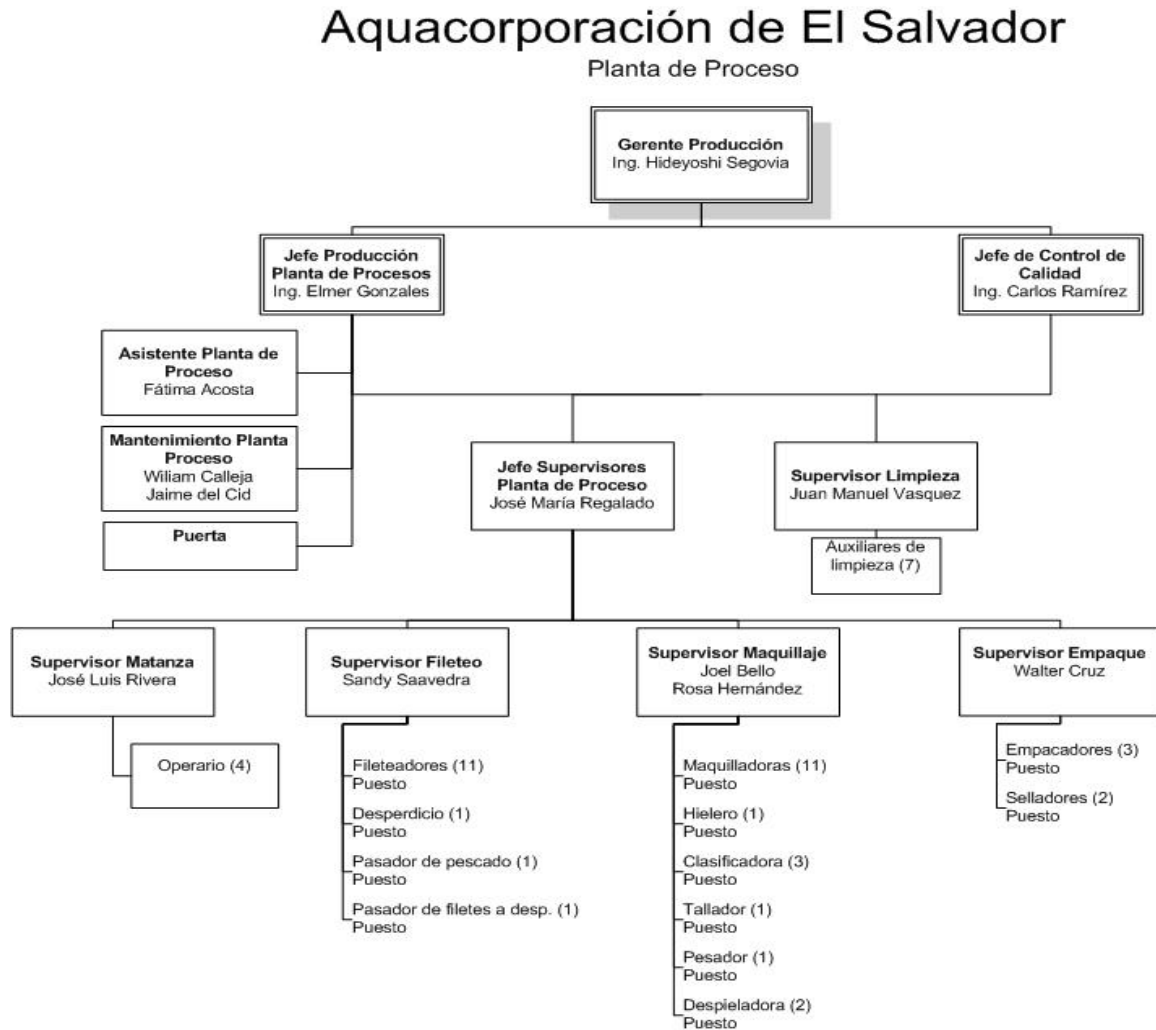 Aquacorporación de El Salvador
Planta de Proceso
Gerente Producción
Ing. Hideyoshi Segovia
Jefe Producción
Planta de Procesos
Ing. Elmer Gonzales
Jefe de Control de
Calidad
Ing. Carlos Ramírez
Asistente Planta de
Proceso
Fátima Acosta
Mantenimiento Planta
Proceso
Wiliam Calleja
Jaime del Cid
Puerta
Jefe Supervisores
Planta de Proceso
José María Regalado
Supervisor Limpieza
Juan Manuel Vasquez
Auxiliares de
limpieza (7)
Supervisor Matanza
José Luis Rivera
Operario (4)
Supervisor Fileteo
Sandy Saavedra
Fileteadores (11)
Puesto
Desperdicio (1)
Puesto
Pasador de pescado (1)
Puesto
Pasador de filetes a desp. (1)
Puesto
Supervisor Maquillaje
Joel Bello
Rosa Hernández
Maquilladoras (11)
Puesto
Hielero (1)
Puesto
Clasificadora (3)
Puesto
Tallador (1)
Puesto
Pesador (1)
Puesto
Despieladora (2)
Puesto
Supervisor Empaque
Walter Cruz
Empacadores (3)
Puesto
Selladores (2)
Puesto